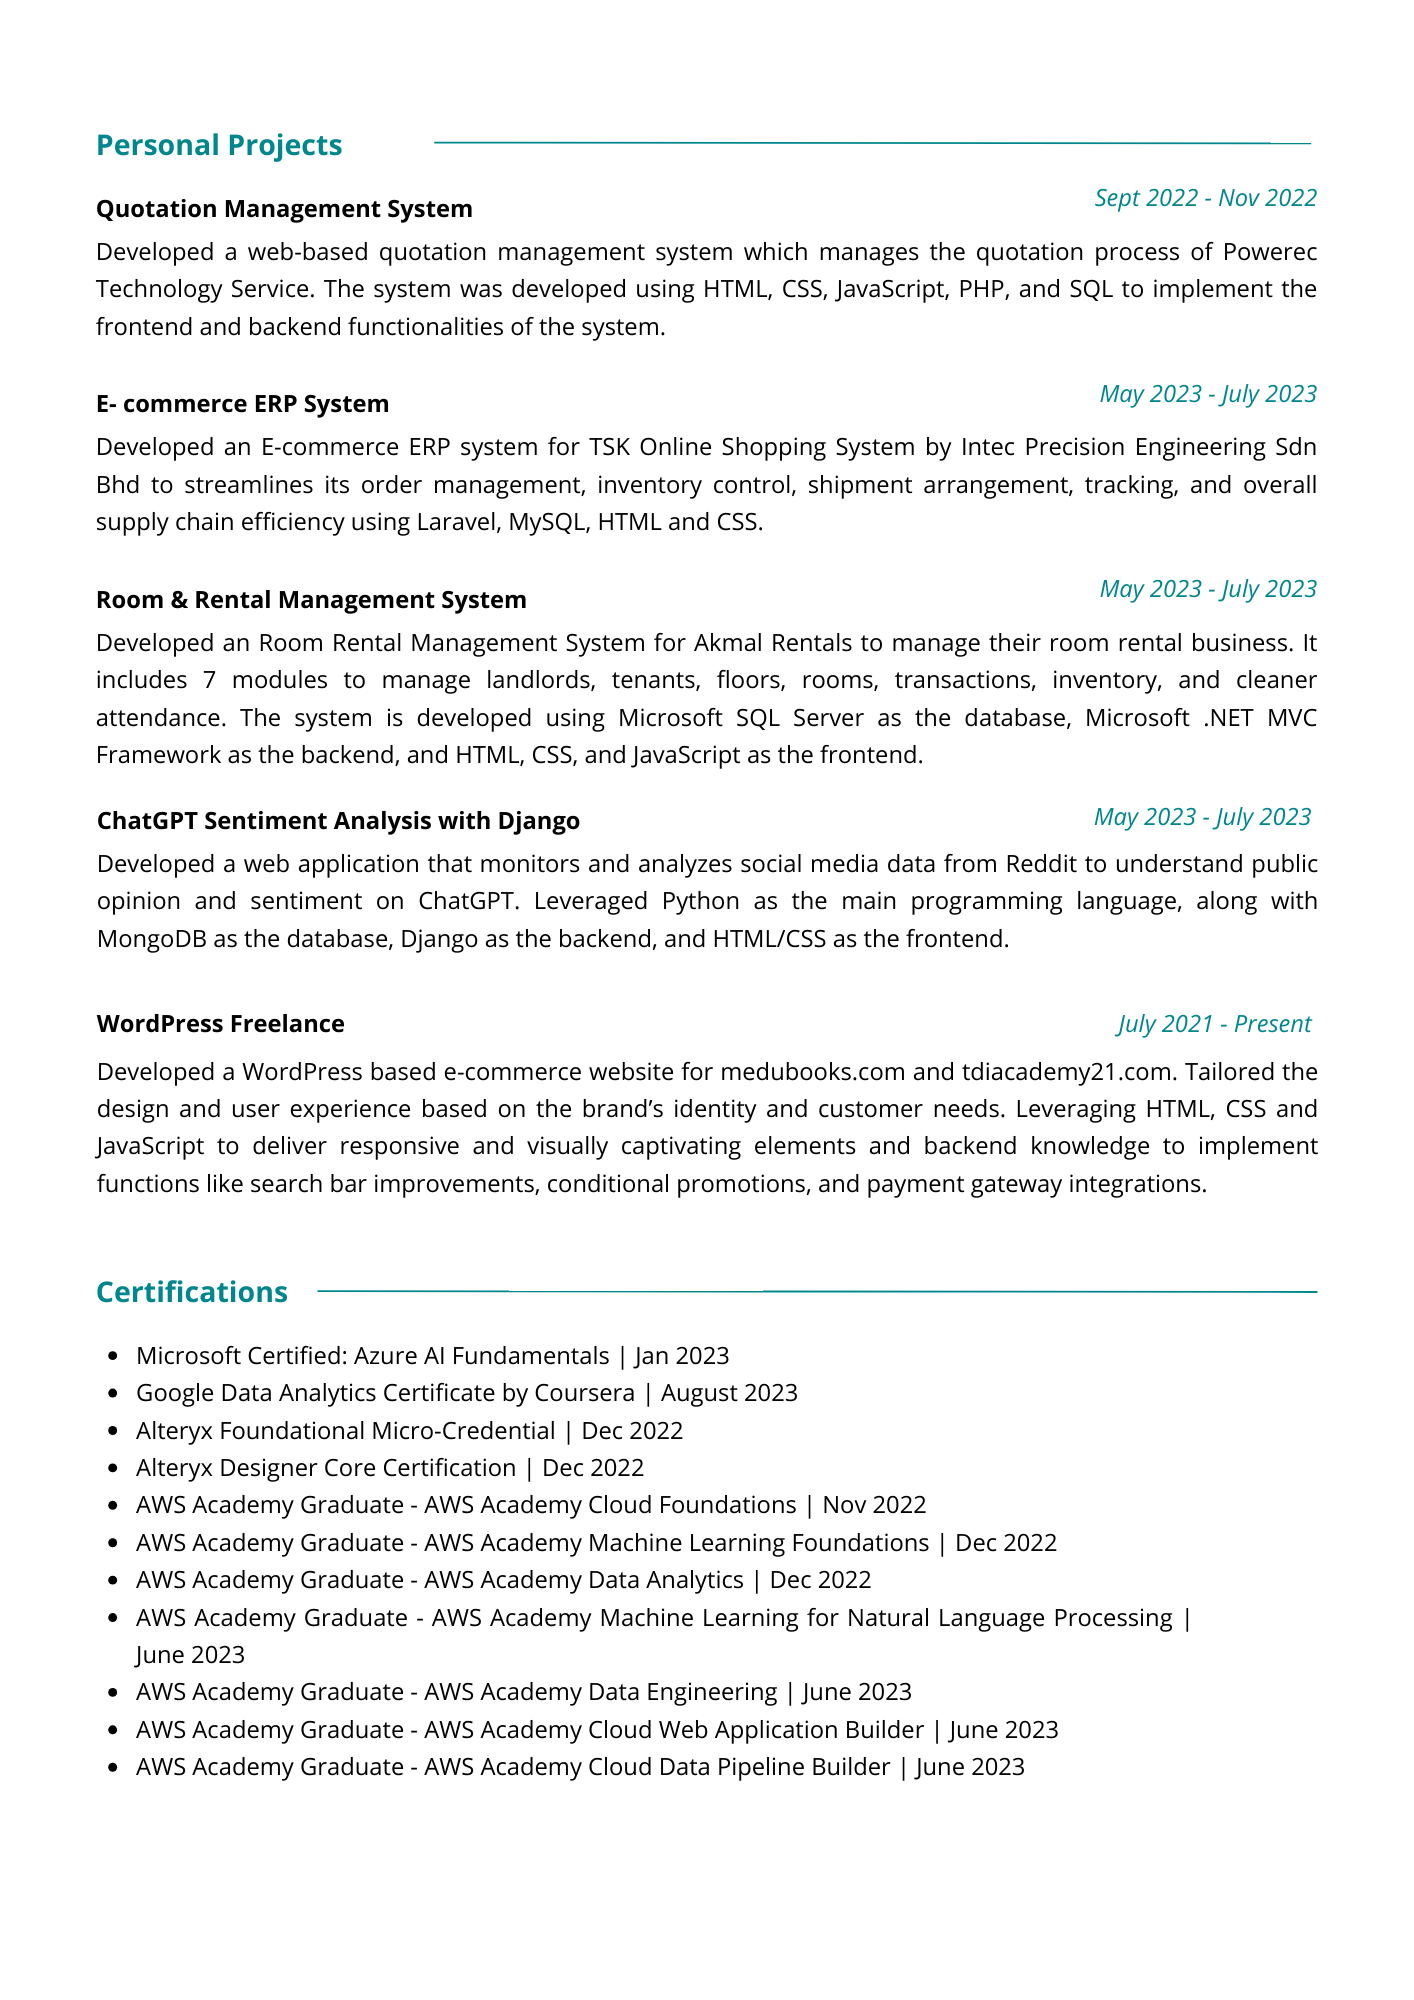 Personal Projects
Quotation Management System
Sept 2022 - Nov 2022
Developed a web-based quotation management system which manages the quotation process of Powerec
Technology Service. The system was developed using HTML, CSS, JavaScript, PHP, and SQL to implement the
frontend and backend functionalities of the system.
E- commerce ERP System
May 2023 - July 2023
Developed an E-commerce ERP system for TSK Online Shopping System by Intec Precision Engineering Sdn
Bhd to streamlines its order management, inventory control, shipment arrangement, tracking, and overall
supply chain efficiency using Laravel, MySQL, HTML and CSS.
Room & Rental Management System
May 2023 - July 2023
Developed an Room Rental Management System for Akmal Rentals to manage their room rental business. It
includes 7 modules to manage landlords, tenants, floors, rooms, transactions, inventory, and cleaner
attendance. The system is developed using Microsoft SQL Server as the database, Microsoft .NET MVC
Framework as the backend, and HTML, CSS, and JavaScript as the frontend.
ChatGPT Sentiment Analysis with Django
May 2023 - July 2023
Developed a web application that monitors and analyzes social media data from Reddit to understand public
opinion and sentiment on ChatGPT. Leveraged Python as the main programming language, along with
MongoDB as the database, Django as the backend, and HTML/CSS as the frontend.
WordPress Freelance
July 2021 - Present
Developed a WordPress based e-commerce website for medubooks.com and tdiacademy21.com. Tailored the
design and user experience based on the brand’s identity and customer needs. Leveraging HTML, CSS and
JavaScript to deliver responsive and visually captivating elements and backend knowledge to implement
functions like search bar improvements, conditional promotions, and payment gateway integrations.
Certifications
• Microsoft Certified: Azure AI Fundamentals | Jan 2023
• Google Data Analytics Certificate by Coursera | August 2023
• Alteryx Foundational Micro-Credential | Dec 2022
• Alteryx Designer Core Certification | Dec 2022
• AWS Academy Graduate - AWS Academy Cloud Foundations | Nov 2022
• AWS Academy Graduate - AWS Academy Machine Learning Foundations | Dec 2022
• AWS Academy Graduate - AWS Academy Data Analytics | Dec 2022
• AWS Academy Graduate - AWS Academy Machine Learning for Natural Language Processing |
June 2023
• AWS Academy Graduate - AWS Academy Data Engineering | June 2023
• AWS Academy Graduate - AWS Academy Cloud Web Application Builder | June 2023
• AWS Academy Graduate - AWS Academy Cloud Data Pipeline Builder | June 2023